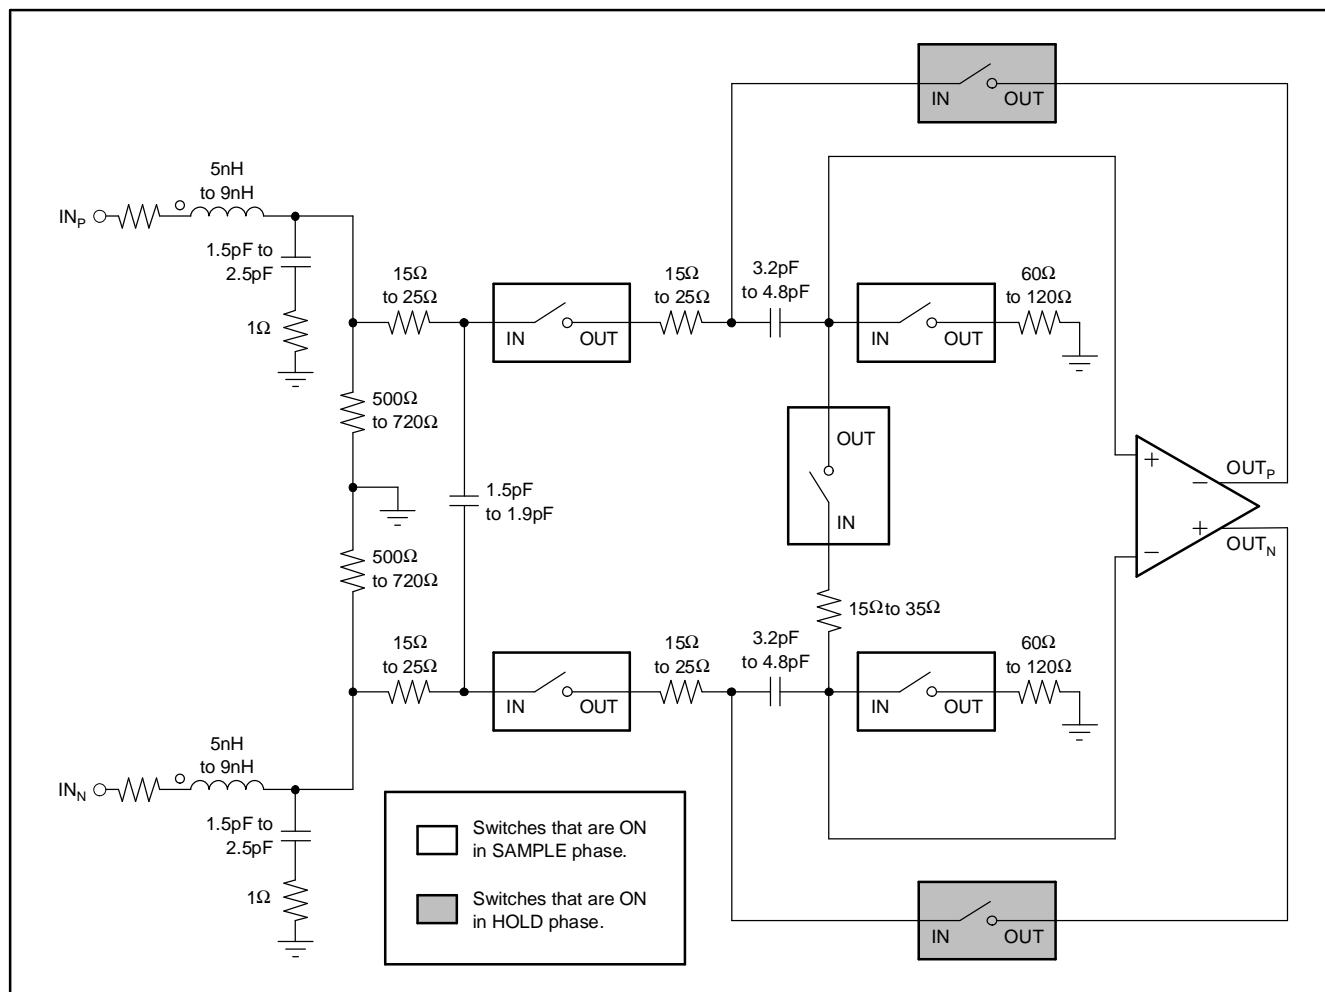 IN OUT
5nH
to 9nH
INP
1.5pF to
2.5pF
1Ω
15Ω
to 25Ω
IN OUT
15Ω
to 25Ω
3.2pF
to 4.8pF
IN OUT
60Ω
to 120Ω
500Ω
to 720Ω
OUT
IN
1.5pF
to 1.9pF
+
−
−
+
OUTP
OUTN
500Ω
to 720Ω
15Ω to 35Ω
15Ω
to 25Ω
IN OUT
15Ω
to 25Ω
3.2pF
to 4.8pF
IN OUT
60Ω
to 120Ω
5nH
to 9nH
INN
1.5pF to
2.5pF
1Ω
Switches that are ON
in SAMPLE phase.
Switches that are ON
in HOLD phase.
IN OUT